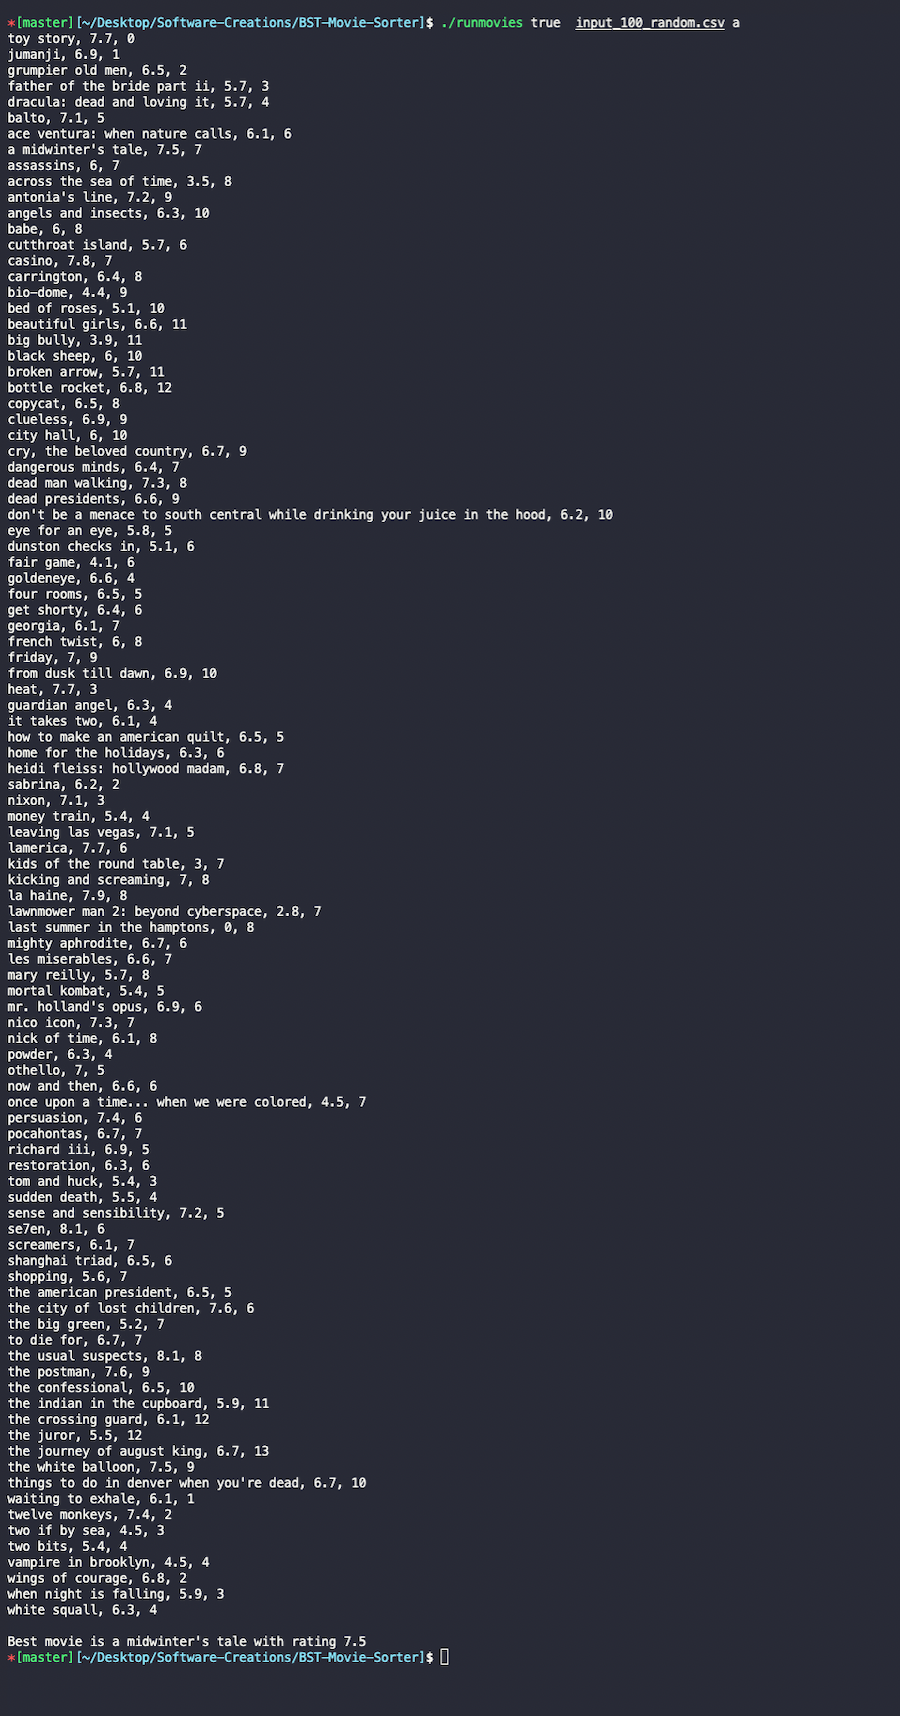 *[master][~/Desktop/Software-Creations/BST-Movie-Sorter]$ ./runmovies true  input_100_random.csv a
toy story, 7.7, 0
jumanji, 6.9, 1
grumpier old men, 6.5, 2
father of the bride part ii, 5.7, 3
dracula: dead and loving it, 5.7, 4
balto, 7.1, 5
ace ventura: when nature calls, 6.1, 6
a midwinter's tale, 7.5, 7
assassins, 6, 7
across the sea of time, 3.5, 8
antonia's line, 7.2, 9
angels and insects, 6.3, 10
babe, 6, 8
cutthroat island, 5.7, 6
casino, 7.8, 7
carrington, 6.4, 8
bio-dome, 4.4, 9
bed of roses, 5.1, 10
beautiful girls, 6.6, 11
big bully, 3.9, 11
black sheep, 6, 10
broken arrow, 5.7, 11
bottle rocket, 6.8, 12
copycat, 6.5, 8
clueless, 6.9, 9
city hall, 6, 10
cry, the beloved country, 6.7, 9
dangerous minds, 6.4, 7
dead man walking, 7.3, 8
dead presidents, 6.6, 9
don't be a menace to south central while drinking your juice in the hood, 6.2, 10
eye for an eye, 5.8, 5
dunston checks in, 5.1, 6
fair game, 4.1, 6
goldeneye, 6.6, 4
four rooms, 6.5, 5
get shorty, 6.4, 6
georgia, 6.1, 7
french twist, 6, 8
friday, 7, 9
from dusk till dawn, 6.9, 10
heat, 7.7, 3
guardian angel, 6.3, 4
it takes two, 6.1, 4
how to make an american quilt, 6.5, 5
home for the holidays, 6.3, 6
heidi fleiss: hollywood madam, 6.8, 7
sabrina, 6.2, 2
nixon, 7.1, 3
money train, 5.4, 4
leaving las vegas, 7.1, 5
lamerica, 7.7, 6
kids of the round table, 3, 7
kicking and screaming, 7, 8
la haine, 7.9, 8
lawnmower man 2: beyond cyberspace, 2.8, 7
last summer in the hamptons, 0, 8
mighty aphrodite, 6.7, 6
les miserables, 6.6, 7
mary reilly, 5.7, 8
mortal kombat, 5.4, 5
mr. holland's opus, 6.9, 6
nico icon, 7.3, 7
nick of time, 6.1, 8
powder, 6.3, 4
othello, 7, 5
now and then, 6.6, 6
once upon a time... when we were colored, 4.5, 7
persuasion, 7.4, 6
pocahontas, 6.7, 7
richard iii, 6.9, 5
restoration, 6.3, 6
tom and huck, 5.4, 3
sudden death, 5.5, 4
sense and sensibility, 7.2, 5
se7en, 8.1, 6
screamers, 6.1, 7
shanghai triad, 6.5, 6
shopping, 5.6, 7
the american president, 6.5, 5
the city of lost children, 7.6, 6
the big green, 5.2, 7
to die for, 6.7, 7
the usual suspects, 8.1, 8
the postman, 7.6, 9
the confessional, 6.5, 10
the indian in the cupboard, 5.9, 11
the crossing guard, 6.1, 12
the juror, 5.5, 12
the journey of august king, 6.7, 13
the white balloon, 7.5, 9
things to do in denver when you're dead, 6.7, 10
waiting to exhale, 6.1, 1
twelve monkeys, 7.4, 2
two if by sea, 4.5, 3
two bits, 5.4, 4
vampire in brooklyn, 4.5, 4
wings of courage, 6.8, 2
when night is falling, 5.9, 3
white squall, 6.3, 4

Best movie is a midwinter's tale with rating 7.5
*[master][~/Desktop/Software-Creations/BST-Movie-Sorter]$